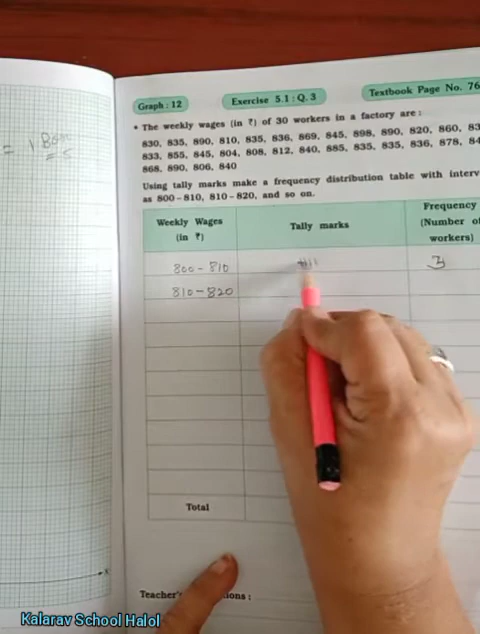 Graph : 12
Exercise 5.1 : Q. 3
Textbook Page No. 76
• The weekly wages (in ₹) of 30 workers in a factory are :
830, 835, 890, 810, 835, 836, 869, 845, 898, 890, 820, 860, 83
833, 855, 845, 804, 808, 812, 840, 885, 835, 835, 836, 878, 84
868, 890, 806, 840
Using tally marks make a frequency distribution table with interv
as 800-810, 810-820, and so on.
Weekly Wages (in ₹)
Tally marks
Frequency (Number of workers)
800 - 810
3
810 - 820
Total
Teacher's
ions :
Kalarav School Halol